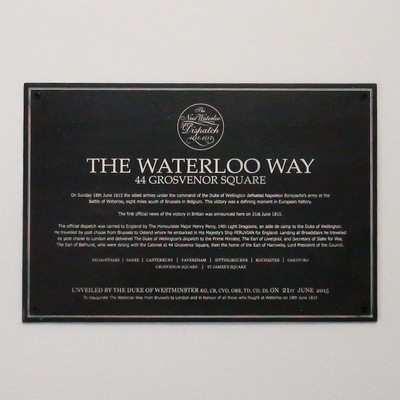 The
New Waterloo
Dispatch
1815-2015
THE WATERLOO WAY
44 GROSVENOR SQUARE
On Sunday 18th June 1815 the Allied armies under the command of the Duke of Wellington defeated Napoleon Bonaparte's army at the
Battle of Waterloo, eight miles south of Brussels in Belgium. This victory was a defining moment in European history.
The first official news of the victory in Britain was announced here on 21st June 1815.
The official dispatch was carried to England by The Honourable Major Henry Percy, 14th Light Dragoons, an aide de camp to the Duke of Wellington.
He travelled by post chaise from Brussels to Ostend where he embarked in His Majesty's Ship PERUVIAN for England. Landing at Broadstairs he travelled
by post chaise to London and delivered The Duke of Wellington's dispatch to the Prime Minister, The Earl of Liverpool, and Secretary of State for War,
The Earl of Bathurst, who were dining with the Cabinet at 44 Grosvenor Square, then the home of the Earl of Harrowby, Lord President of the Council.
BROADSTAIRS | SARRE | CANTERBURY | FAVERSHAM | SITTINGBOURNE | ROCHESTER | DARTFORD
GROSVENOR SQUARE | ST JAMES'S SQUARE
UNVEILED BY THE DUKE OF WESTMINSTER KG, CB, CVO, OBE, TD, CD, DL ON 21ST JUNE 2015
To inaugurate The Waterloo Way from Brussels to London and in honour of all those who fought at Waterloo on 18th June 1815